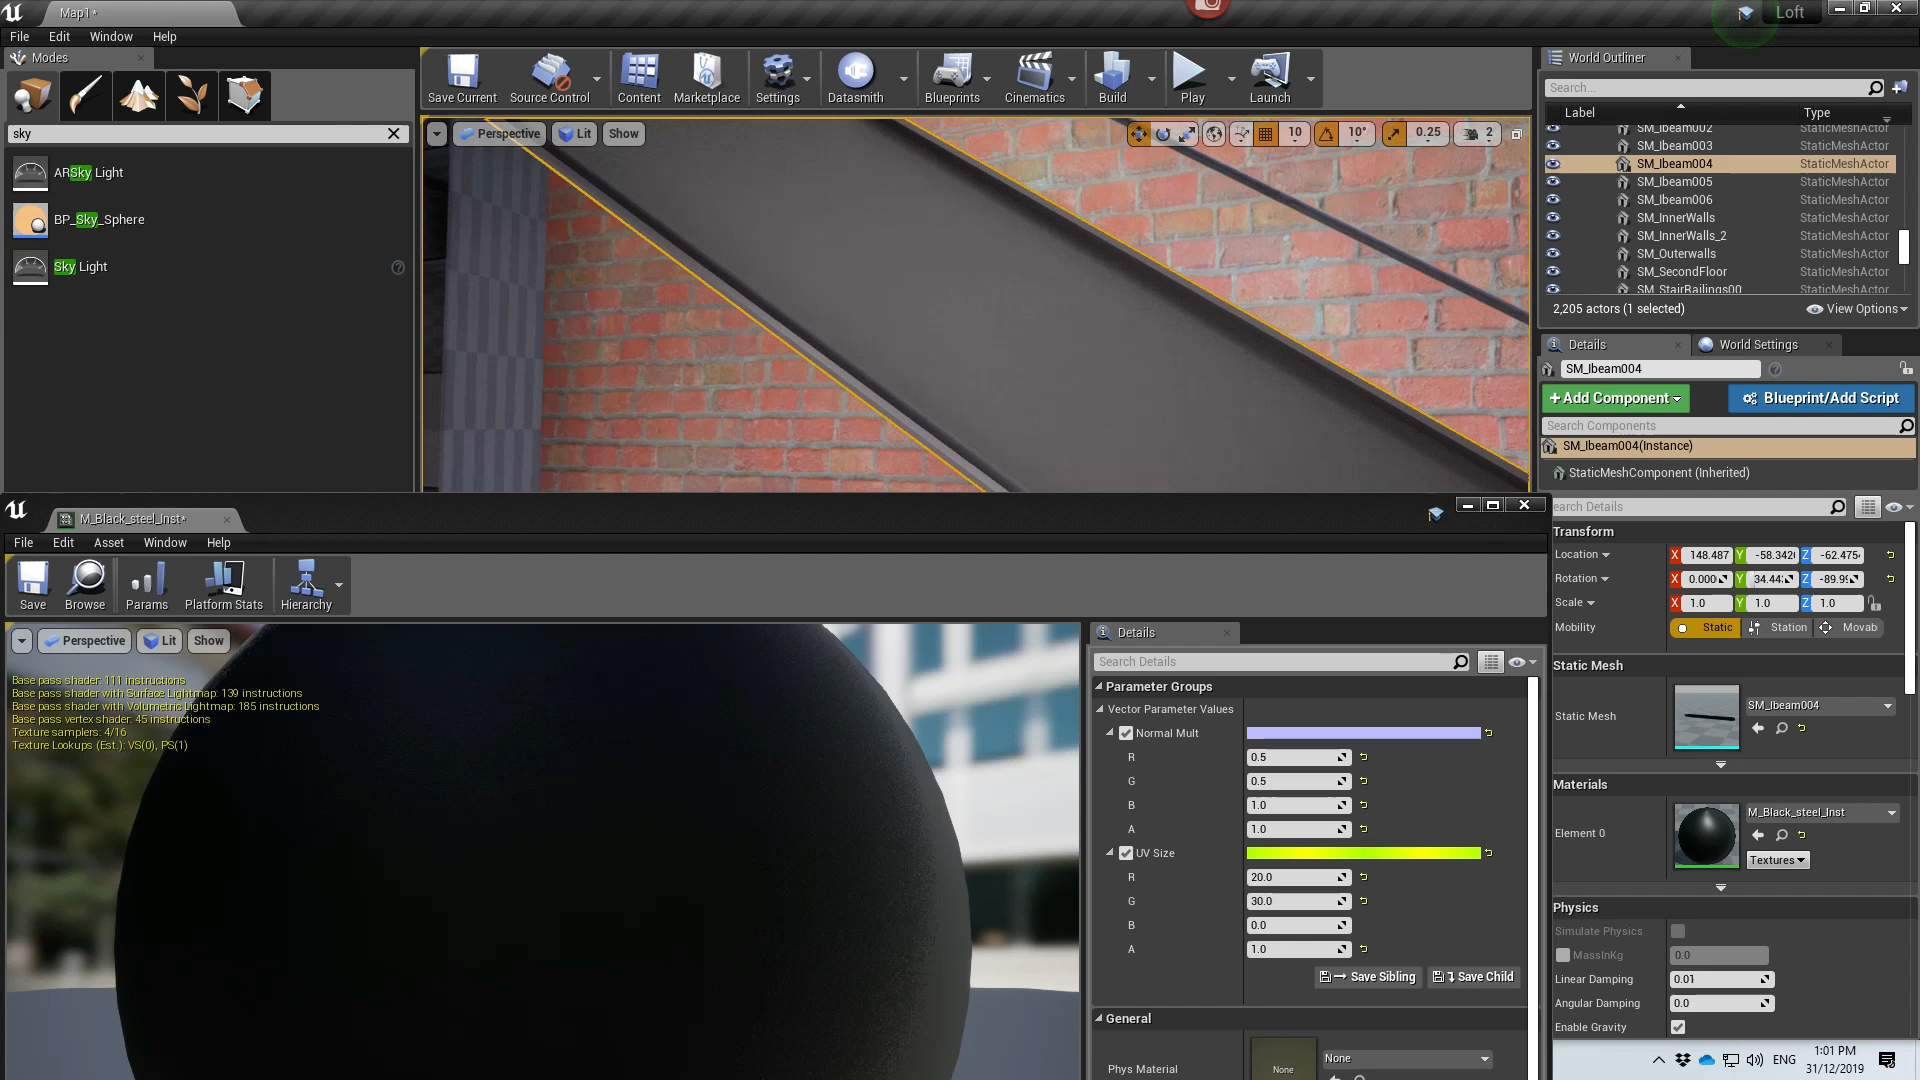 Map1*
Loft
File Edit Window Help
Modes
sky
ARSky Light
BP_Sky_Sphere
Sky Light
Save Current
Source Control
Content
Marketplace
Settings
Datasmith
Blueprints
Cinematics
Build
Play
Launch
Perspective Lit Show
10 10° 0.25 2
World Outliner
Search...
Label Type
SM_Ibeam002 StaticMeshActor
SM_Ibeam003 StaticMeshActor
SM_Ibeam004 StaticMeshActor
SM_Ibeam005 StaticMeshActor
SM_Ibeam006 StaticMeshActor
SM_InnerWalls StaticMeshActor
SM_InnerWalls_2 StaticMeshActor
SM_Outerwalls StaticMeshActor
SM_SecondFloor StaticMeshActor
SM_StairRailings00 StaticMeshActor
2,205 actors (1 selected)
View Options
Details
World Settings
SM_Ibeam004
+Add Component
Blueprint/Add Script
Search Components
SM_Ibeam004(Instance)
StaticMeshComponent (Inherited)
earch Details
Transform
Location X 148.487 Y -58.342 Z -62.475
Rotation X 0.000 Y 34.44 Z -89.9
Scale X 1.0 Y 1.0 Z 1.0
Mobility Static Station Movab
Static Mesh
Static Mesh
SM_Ibeam004
Materials
Element 0
M_Black_steel_Inst
Textures
Physics
Simulate Physics
MassInKg 0.0
Linear Damping 0.01
Angular Damping 0.0
Enable Gravity
M_Black_steel_Inst*
File Edit Asset Window Help
Save
Browse
Params
Platform Stats
Hierarchy
Perspective Lit Show
Base pass shader: 111 instructions
Base pass shader with Surface Lightmap: 139 instructions
Base pass shader with Volumetric Lightmap: 185 instructions
Base pass vertex shader: 45 instructions
Texture samplers: 4/16
Texture Lookups (Est.): VS(0), PS(1)
Details
Search Details
Parameter Groups
Vector Parameter Values
Normal Mult
R 0.5
G 0.5
B 1.0
A 1.0
UV Size
R 20.0
G 30.0
B 0.0
A 1.0
Save Sibling
Save Child
General
Phys Material
None
None
ENG
1:01 PM
31/12/2019